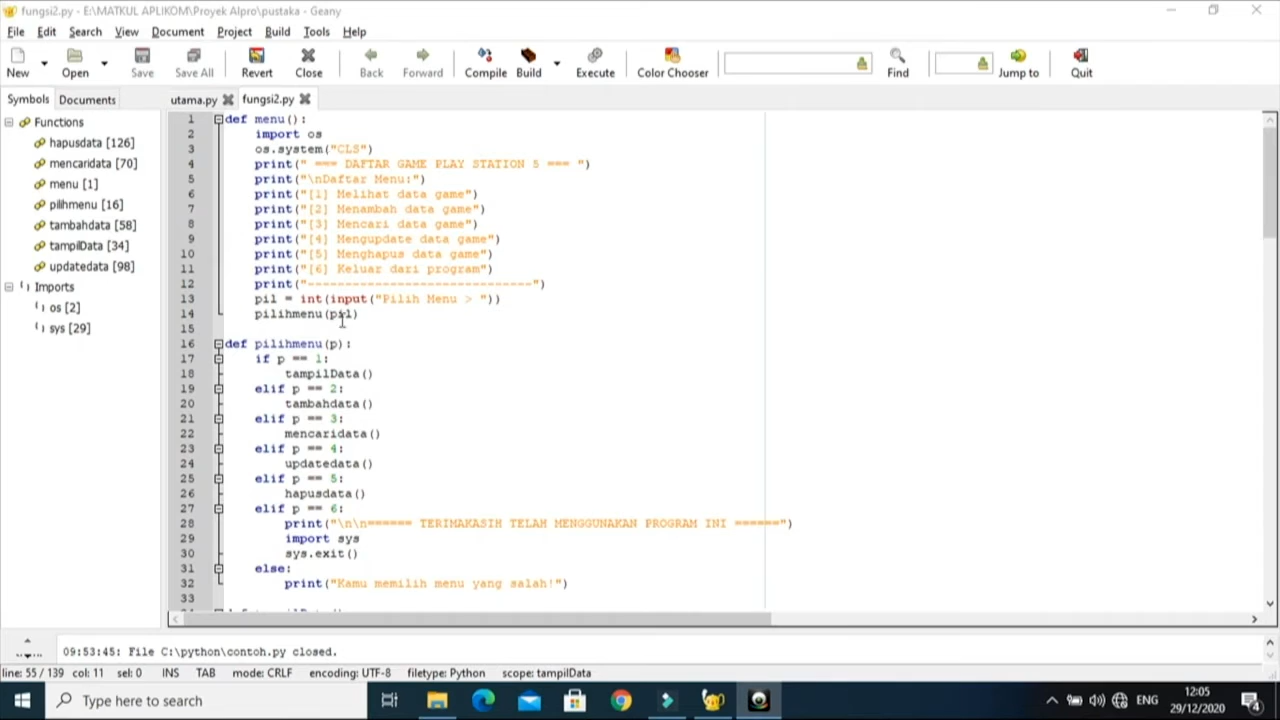 fungsi2.py - E:\MATKUL APLIKOM\Proyek Alpro\pustaka - Geany
File Edit Search View Document Project Build Tools Help
New Open Save Save All Revert Close Back Forward Compile Build Execute Color Chooser Find Jump to Quit
Symbols Documents utama.py fungsi2.py
Functions
hapusdata [126]
mencaridata [70]
menu [1]
pilihmenu [16]
tambahdata [58]
tampilData [34]
updatedata [98]
Imports
os [2]
sys [29]
1 def menu():
2 import os
3 os.system("CLS")
4 print(" === DAFTAR GAME PLAY STATION 5 === ")
5 print("\nDaftar Menu:")
6 print("[1] Melihat data game")
7 print("[2] Menambah data game")
8 print("[3] Mencari data game")
9 print("[4] Mengupdate data game")
10 print("[5] Menghapus data game")
11 print("[6] Keluar dari program")
12 print("------------------------------")
13 pil = int(input("Pilih Menu > "))
14 pilihmenu(pil)
15
16 def pilihmenu(p):
17 if p == 1:
18 tampilData()
19 elif p == 2:
20 tambahdata()
21 elif p == 3:
22 mencaridata()
23 elif p == 4:
24 updatedata()
25 elif p == 5:
26 hapusdata()
27 elif p == 6:
28 print("\n\n====== TERIMAKASIH TELAH MENGGUNAKAN PROGRAM INI ======")
29 import sys
30 sys.exit()
31 else:
32 print("Kamu memilih menu yang salah!")
33
09:53:45: File C:\python\contoh.py closed.
line: 55 / 139 col: 11 sel: 0 INS TAB mode: CRLF encoding: UTF-8 filetype: Python scope: tampilData
Type here to search ENG 12:05
29/12/2020 4